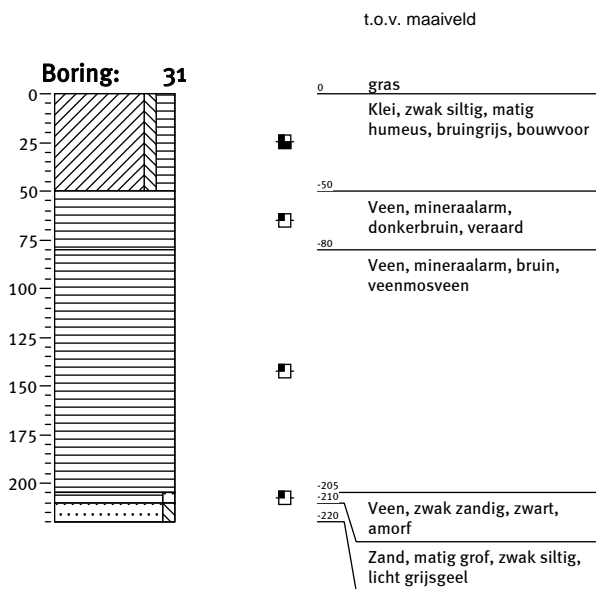 t.o.v. maaiveld
Boring: 31
0
25
50
75
100
125
150
175
200
0
gras
Klei, zwak siltig, matig
humeus, bruingrijs, bouwvoor
-50
Veen, mineraalarm,
donkerbruin, veraard
-80
Veen, mineraalarm, bruin,
veenmosveen
-205
-210
Veen, zwak zandig, zwart,
amorf
-220
Zand, matig grof, zwak siltig,
licht grijsgeel